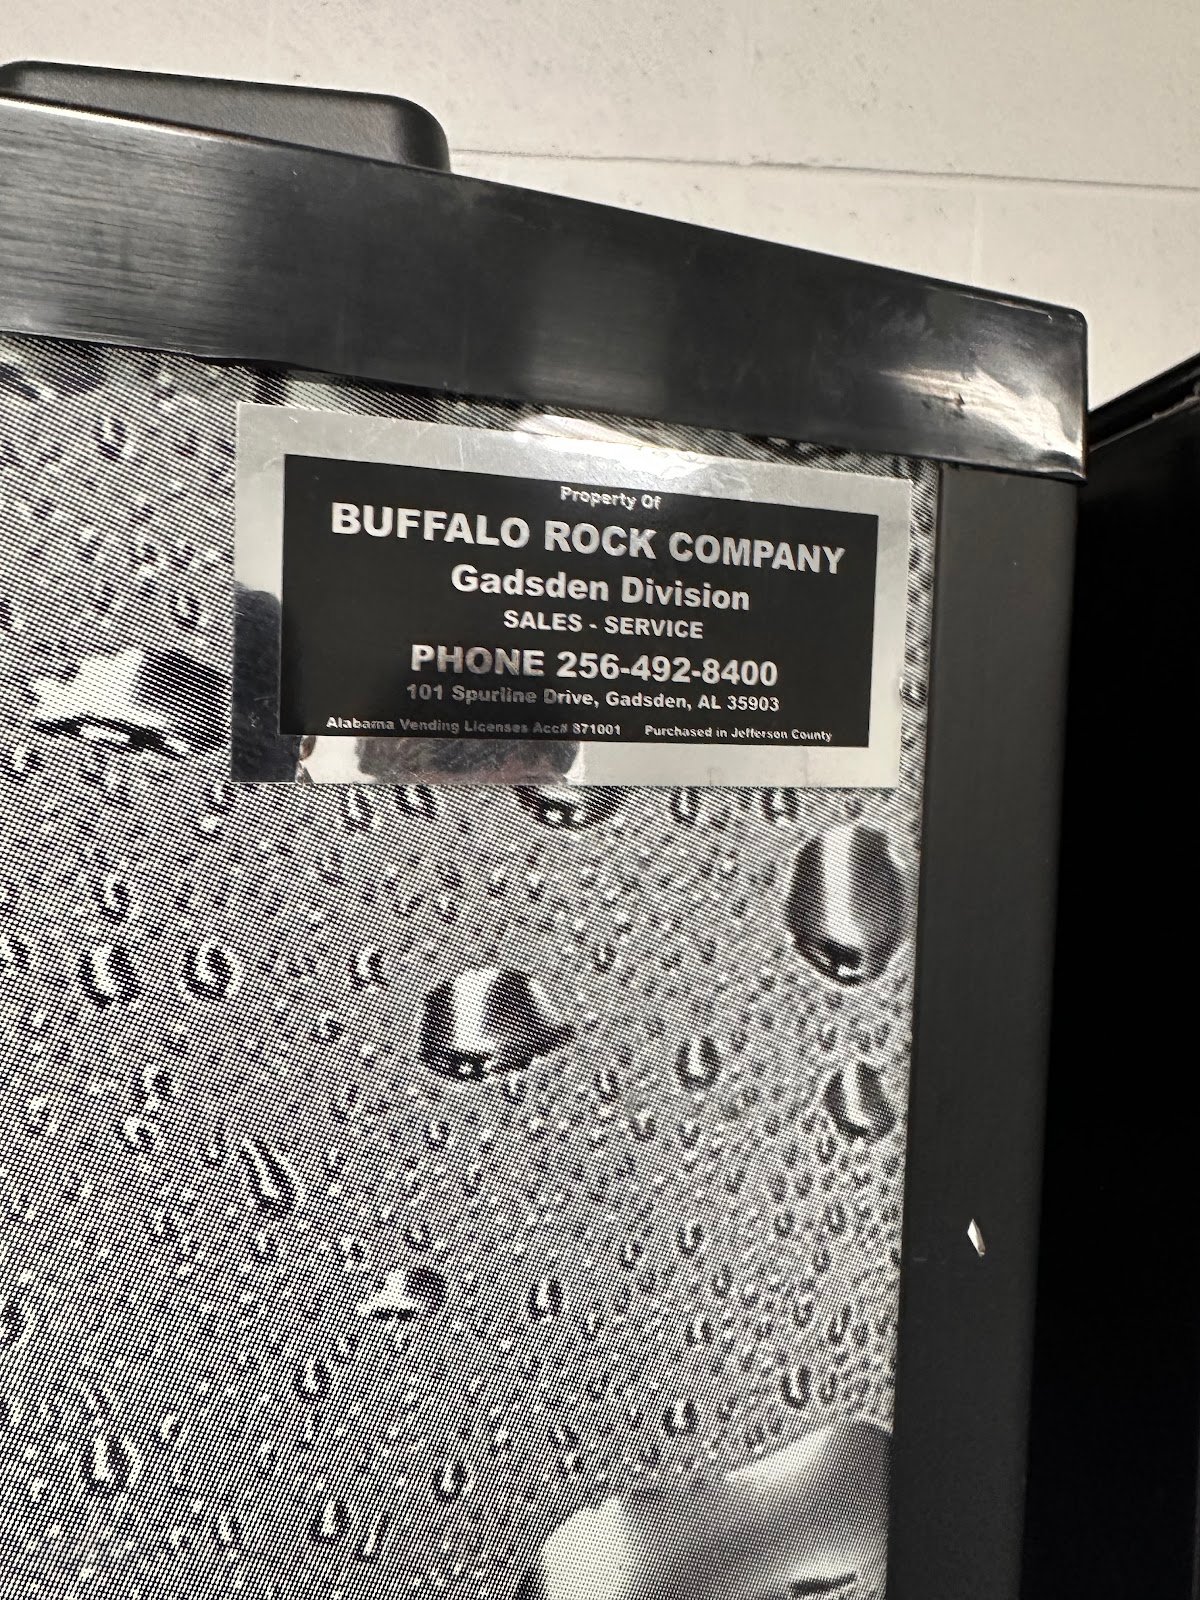 Property Of
BUFFALO ROCK COMPANY
Gadsden Division
SALES - SERVICE
PHONE 256-492-8400
101 Spurline Drive, Gadsden, AL 35903
Alabama Vending Licenses Acc# 871001 Purchased in Jefferson County